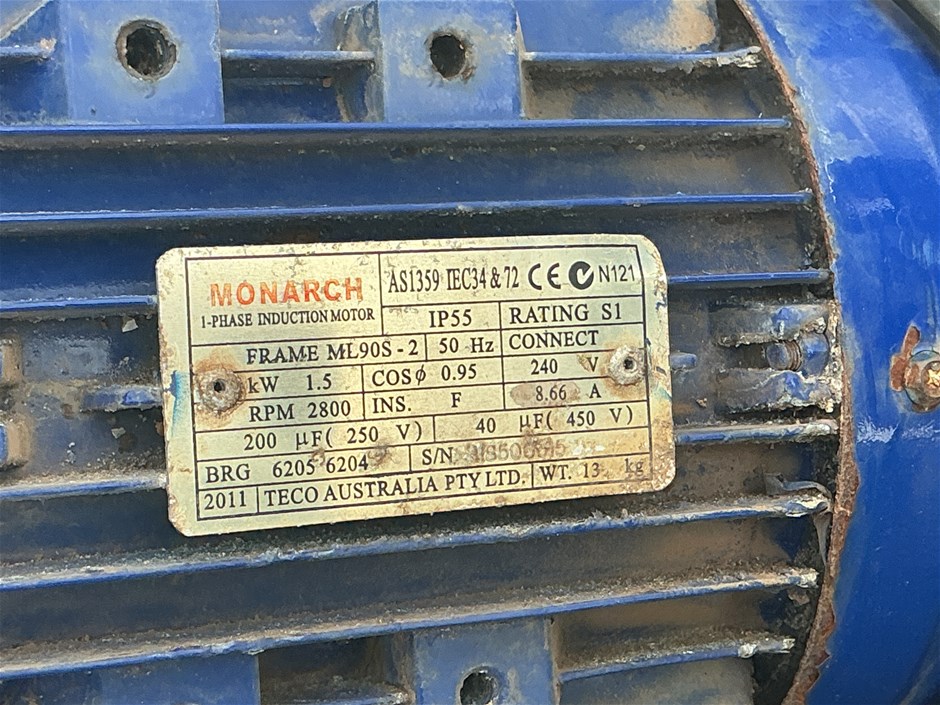 MONARCH
1-PHASE INDUCTION MOTOR
AS1359 IEC34 & 72 CE N121
IP55 RATING S1
FRAME ML90S - 2 50 Hz CONNECT
kW 1.5 COSϕ 0.95 240 V
RPM 2800 INS. F 8.66 A
200 μF( 250 V) 40 μF( 450 V)
BRG 6205 6204 S/N
2011 TECO AUSTRALIA PTY LTD. WT. 13 kg